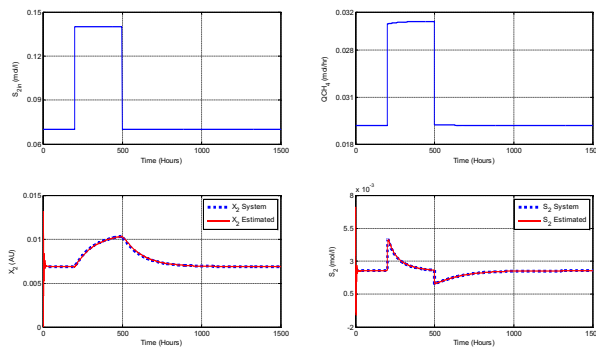 0.15
0.12
0.09
0.06
S2in (mol/l)
0 500 1000 1500
Time (Hours)
0.032
0.028
0.031
0.018
QCH4 (mol/hr)
0 500 1000 1500
Time (Hours)
0.015
0.01
0.005
0
X2 (AU)
X2 System
X2 Estimated
0 500 1000 1500
Time (Hours)
x 10-3
8
5.5
3
0.5
-2
S2 (mol/l)
S2 System
S2 Estimated
0 500 1000 1500
Time (Hours)